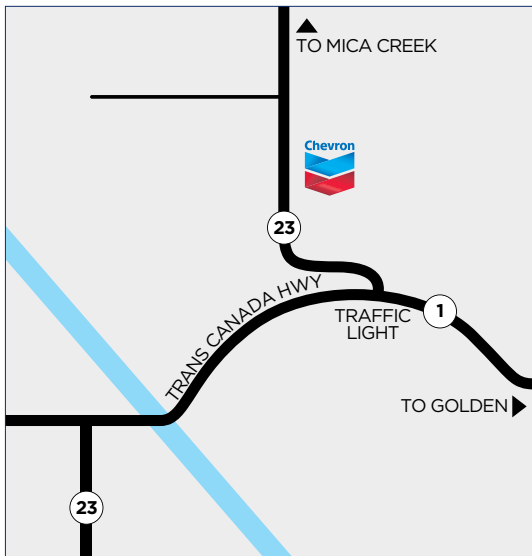 TO MICA CREEK
Chevron
23
TRANS CANADA HWY
TRAFFIC
LIGHT
1
TO GOLDEN
23